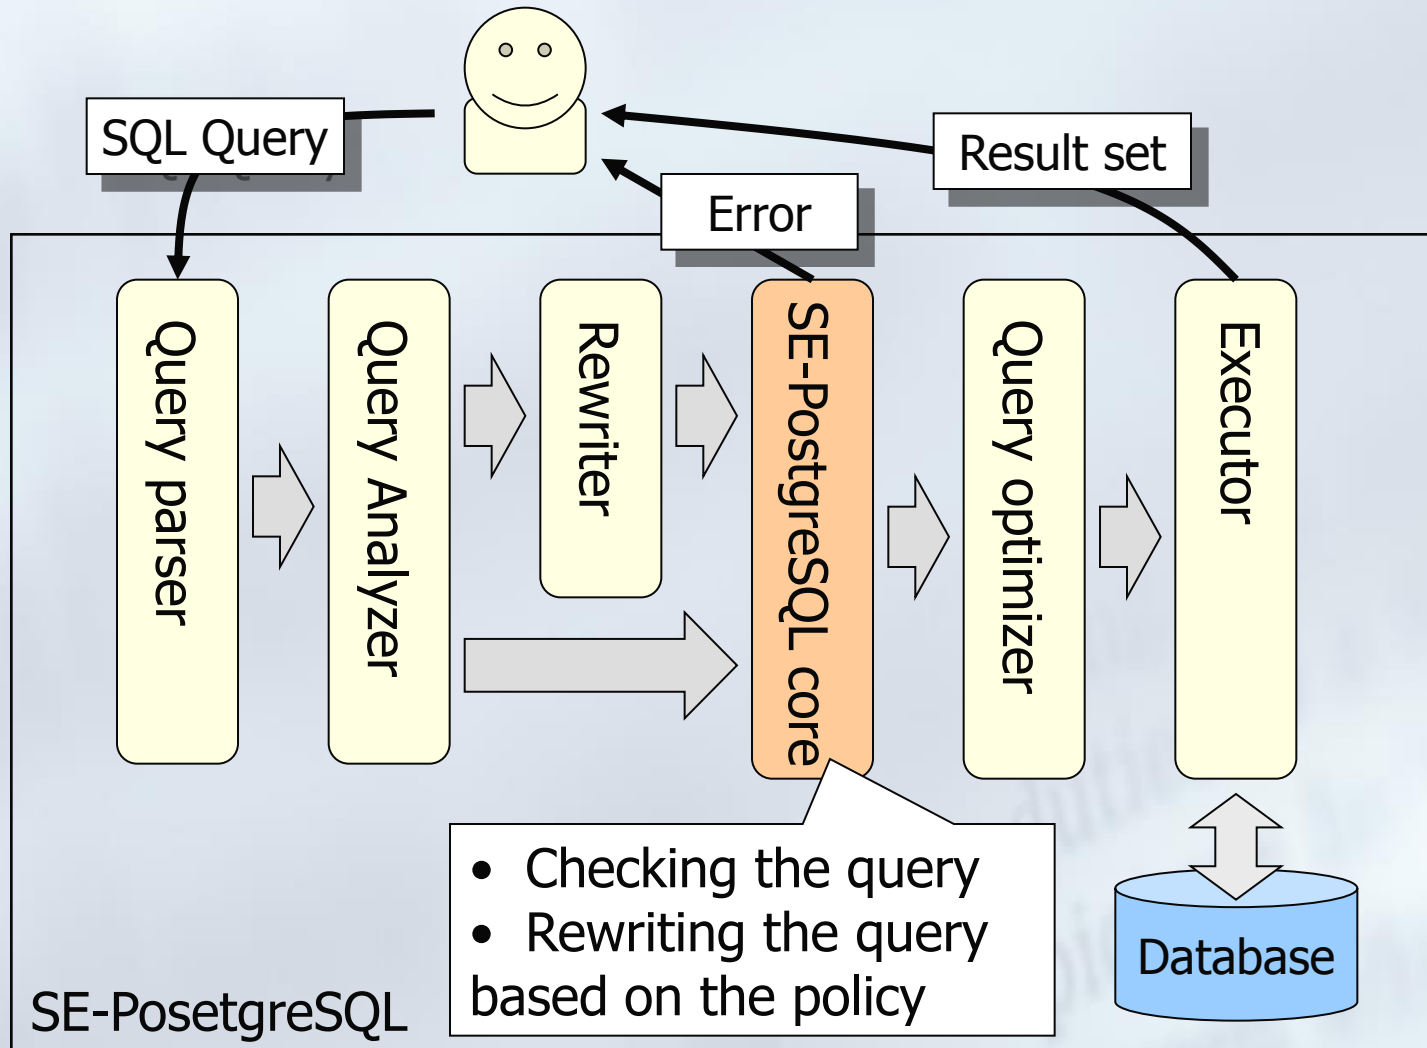 SQL Query
Result set
Error
Query parser
Query Analyzer
Rewriter
SE-PostgreSQL core
Query optimizer
Executor
• Checking the query
• Rewriting the query
based on the policy
Database
SE-PosetgreSQL